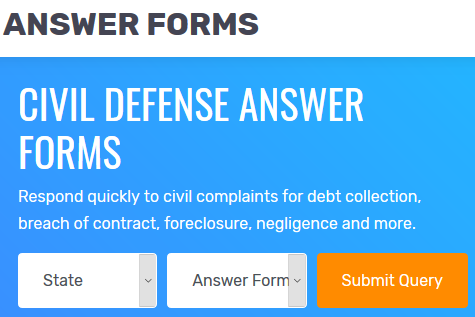 ANSWER FORMS
CIVIL DEFENSE ANSWER
FORMS
Respond quickly to civil complaints for debt collection,
breach of contract, foreclosure, negligence and more.
State Answer Form Submit Query